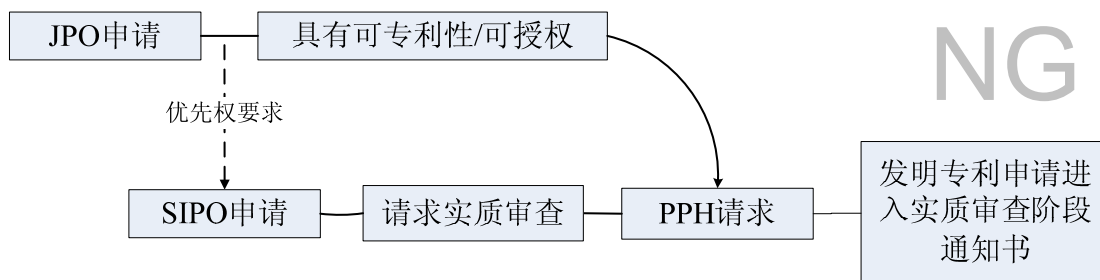 JPO申请
具有可专利性/可授权
NG
优先权要求
SIPO申请
请求实质审查
PPH请求
发明专利申请进
入实质审查阶段
通知书